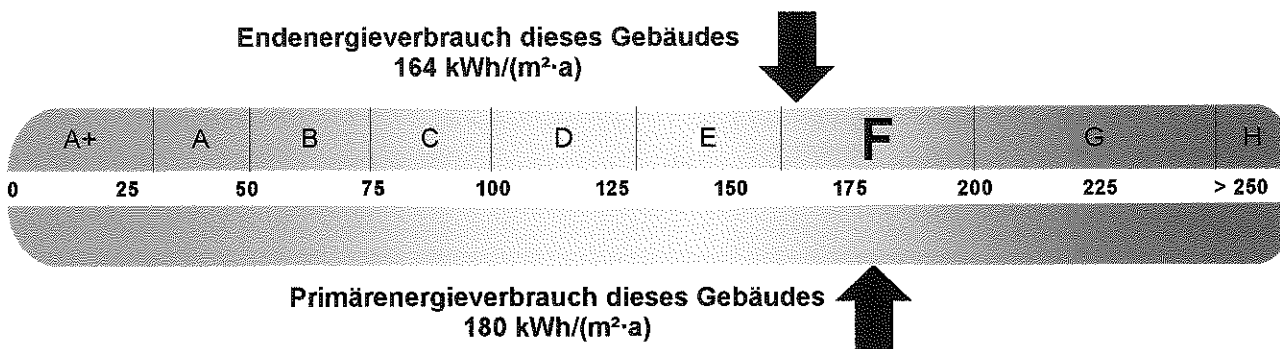 Endenergieverbrauch dieses Gebäudes
164 kWh/(m²·a)
A+ A B C D E F G H
0 25 50 75 100 125 150 175 200 225 > 250
Primärenergieverbrauch dieses Gebäudes
180 kWh/(m²·a)